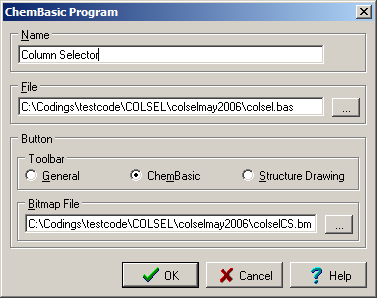 ChemBasic Program
Name
Column Selector
File
C:\Codings\testcode\COLSEL\colselmay2006\colsel.bas
...
Button
Toolbar
General ChemBasic Structure Drawing
Bitmap File
C:\Codings\testcode\COLSEL\colselmay2006\colselCS.bm
...
OK Cancel Help